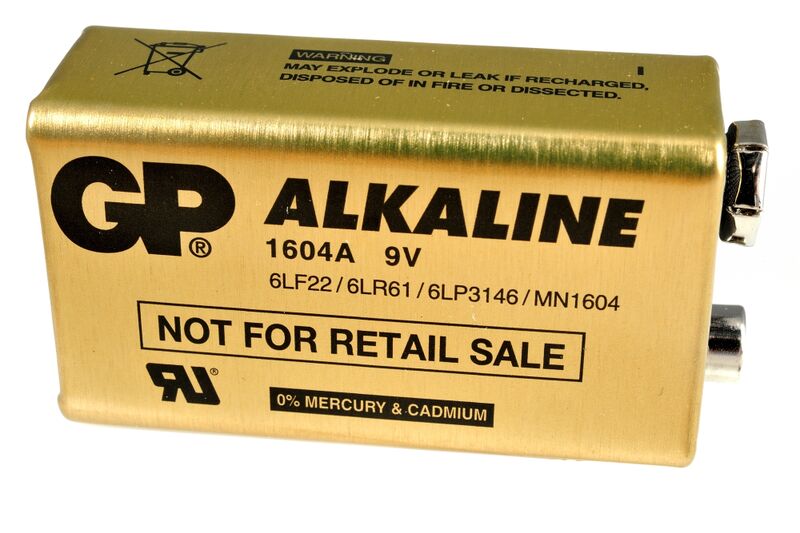 WARNING
MAY EXPLODE OR LEAK IF RECHARGED,
DISPOSED OF IN FIRE OR DISSECTED.
GP®
ALKALINE
1604A 9V
6LF22/6LR61/6LP3146/MN1604
NOT FOR RETAIL SALE
RU®
0% MERCURY & CADMIUM